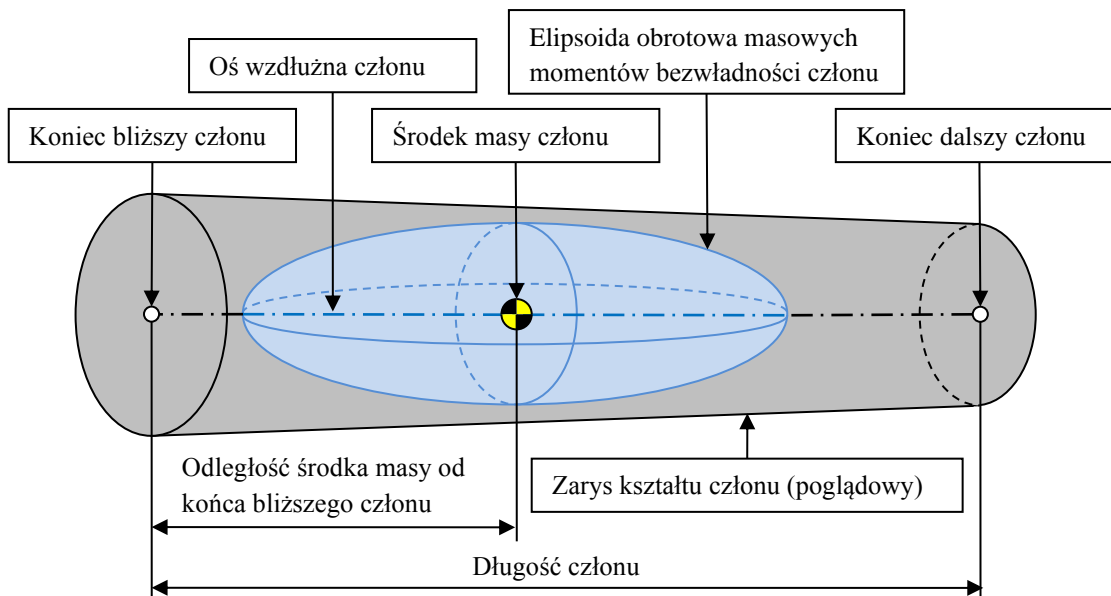 Elipsoida obrotowa masowych
momentów bezwładności członu
Oś wzdłużna członu
Koniec bliższy członu
Środek masy członu
Koniec dalszy członu
Odległość środka masy od
końca bliższego członu
Zarys kształtu członu (poglądowy)
Długość członu